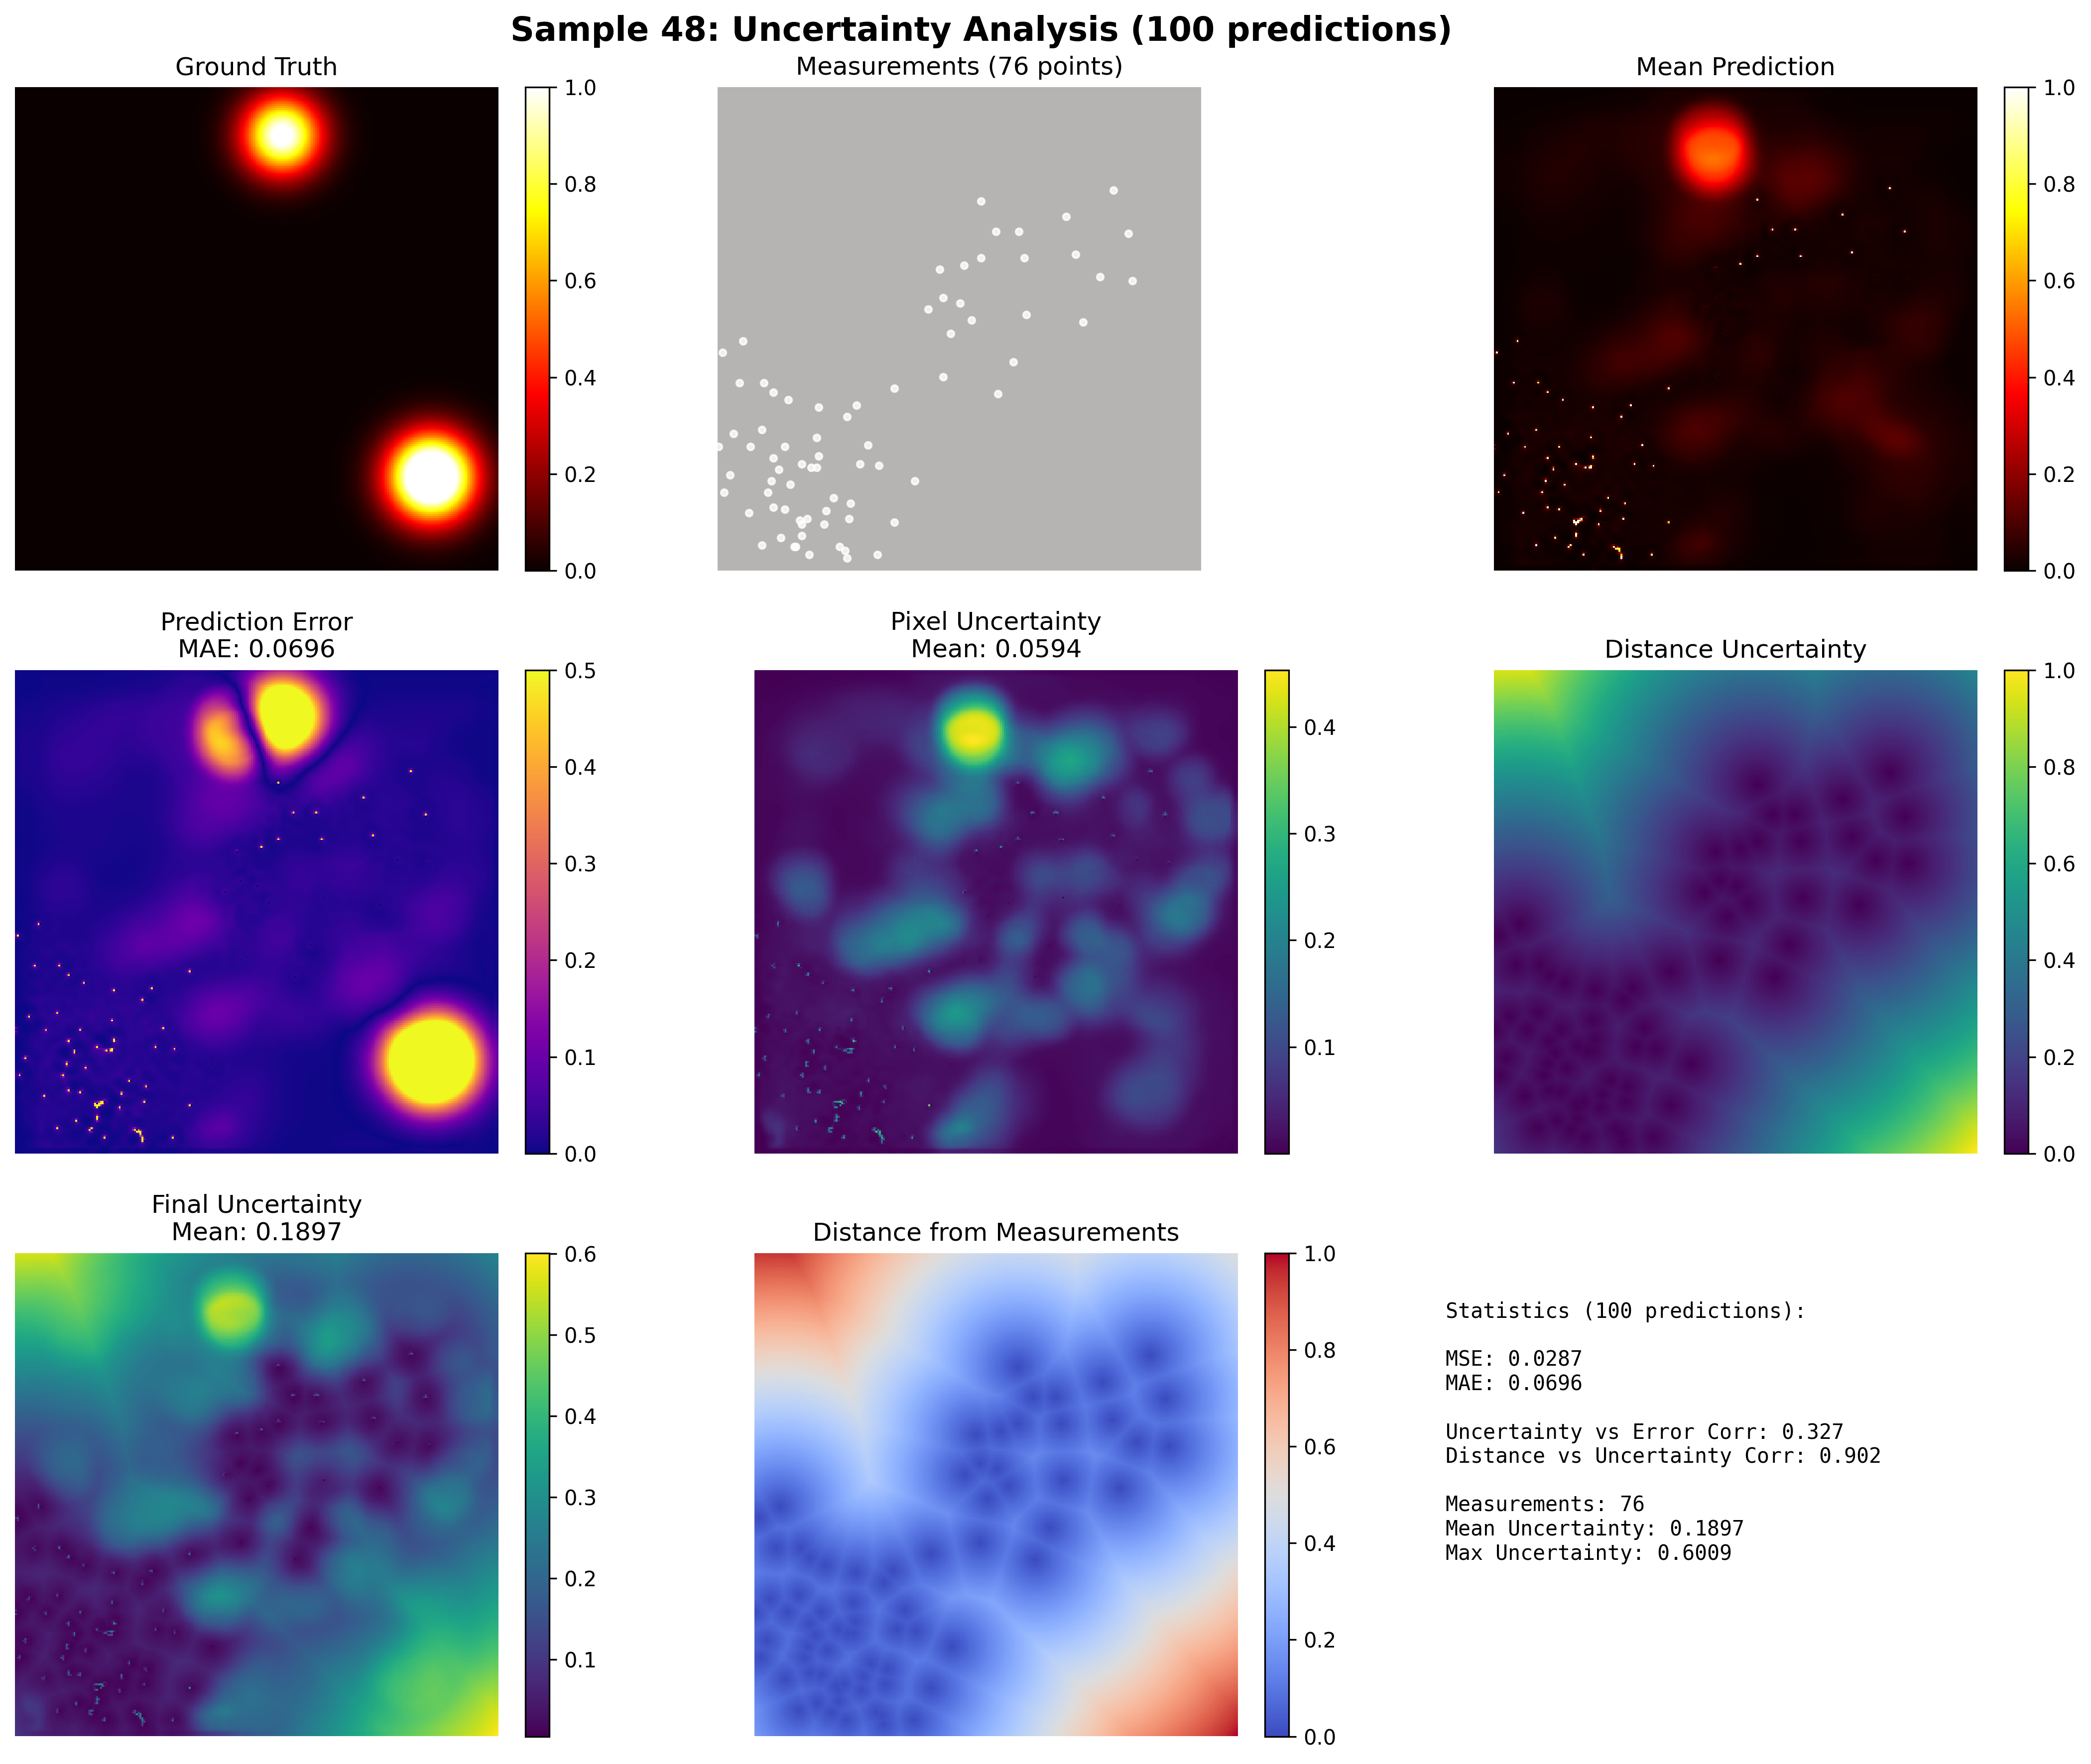 Sample 48: Uncertainty Analysis (100 predictions)
Ground Truth
1.0
0.8
0.6
0.4
0.2
0.0
Measurements (76 points)
Mean Prediction
1.0
0.8
0.6
0.4
0.2
0.0
Prediction Error
MAE: 0.0696
0.5
0.4
0.3
0.2
0.1
0.0
Pixel Uncertainty
Mean: 0.0594
0.4
0.3
0.2
0.1
Distance Uncertainty
1.0
0.8
0.6
0.4
0.2
0.0
Final Uncertainty
Mean: 0.1897
0.6
0.5
0.4
0.3
0.2
0.1
Distance from Measurements
1.0
0.8
0.6
0.4
0.2
0.0
Statistics (100 predictions):
MSE: 0.0287
MAE: 0.0696
Uncertainty vs Error Corr: 0.327
Distance vs Uncertainty Corr: 0.902
Measurements: 76
Mean Uncertainty: 0.1897
Max Uncertainty: 0.6009